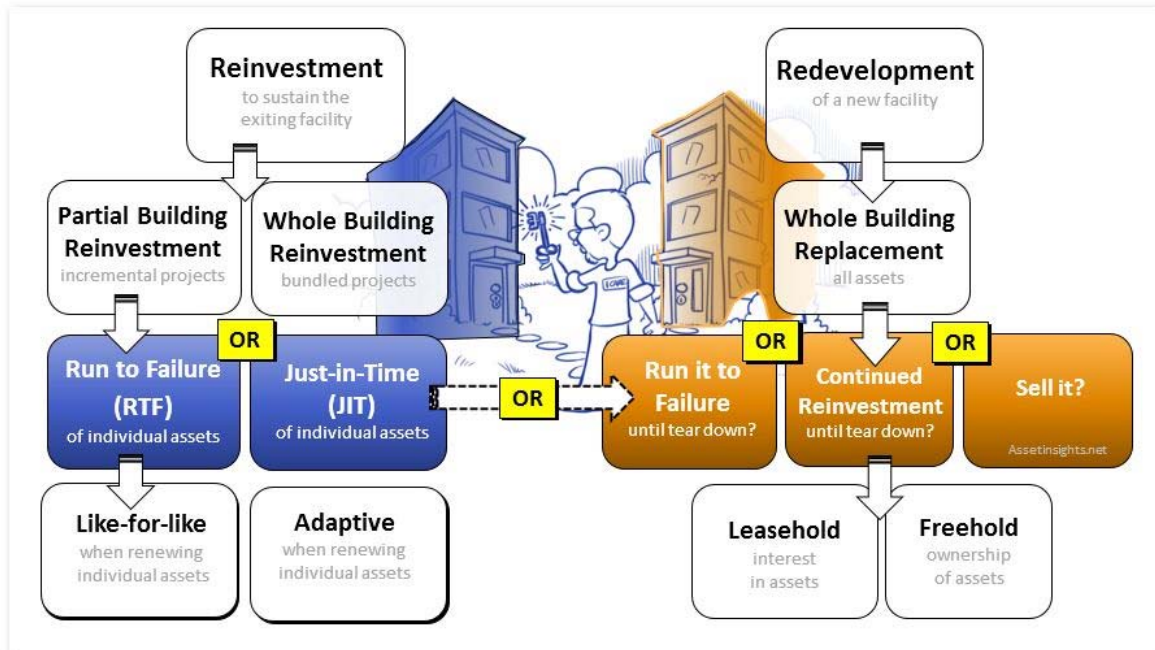 Reinvestment
to sustain the
exiting facility
Redevelopment
of a new facility
Partial Building
Reinvestment
incremental projects
Whole Building
Reinvestment
bundled projects
Whole Building
Replacement
all assets
OR
OR
OR
Run to Failure
(RTF)
of individual assets
Just-in-Time
(JIT)
of individual assets
OR
Run it to
Failure
until tear down?
Continued
Reinvestment
until tear down?
Sell it?
Assetinsights.net
Like-for-like
when renewing
individual assets
Adaptive
when renewing
individual assets
Leasehold
interest
in assets
Freehold
ownership
of assets